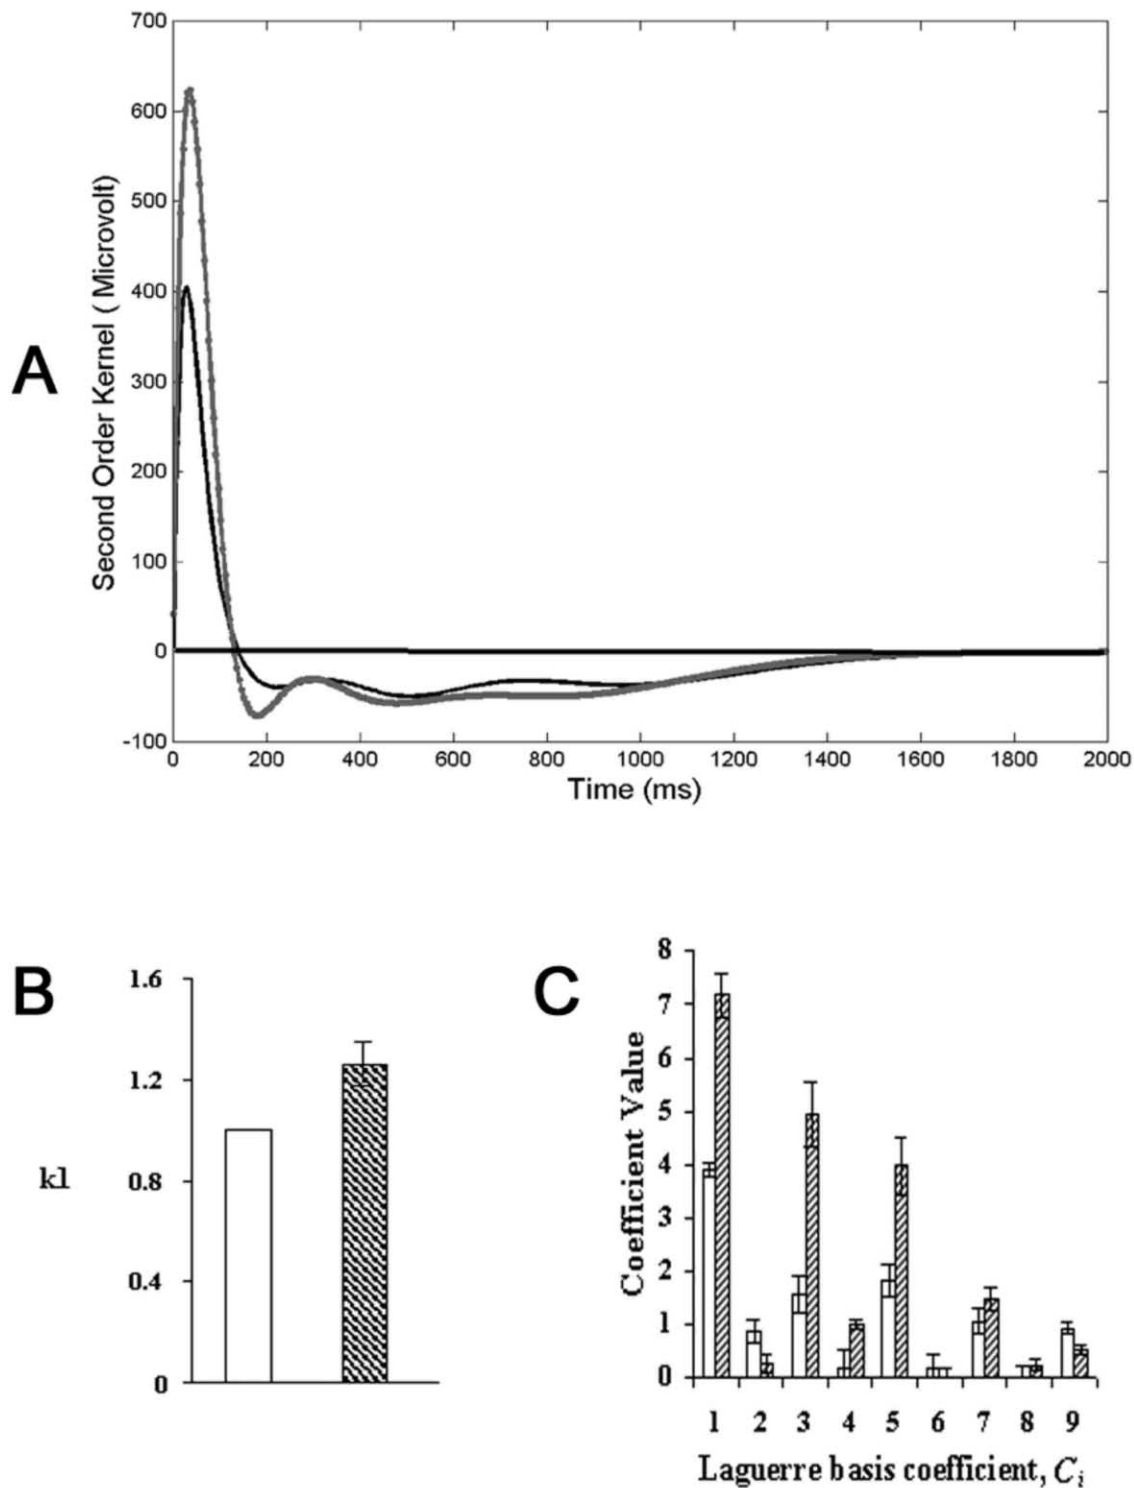 700
600
500
400
300
200
100
0
-100
Second Order Kernel ( Microvolt)
A
0 200 400 600 800 1000 1200 1400 1600 1800 2000
Time (ms)
B
1.6
1.2
0.8
0.4
0
k1
C
8
7
6
5
4
3
2
1
0
Coefficient Value
1 2 3 4 5 6 7 8 9
Laguerre basis coefficient, C_i